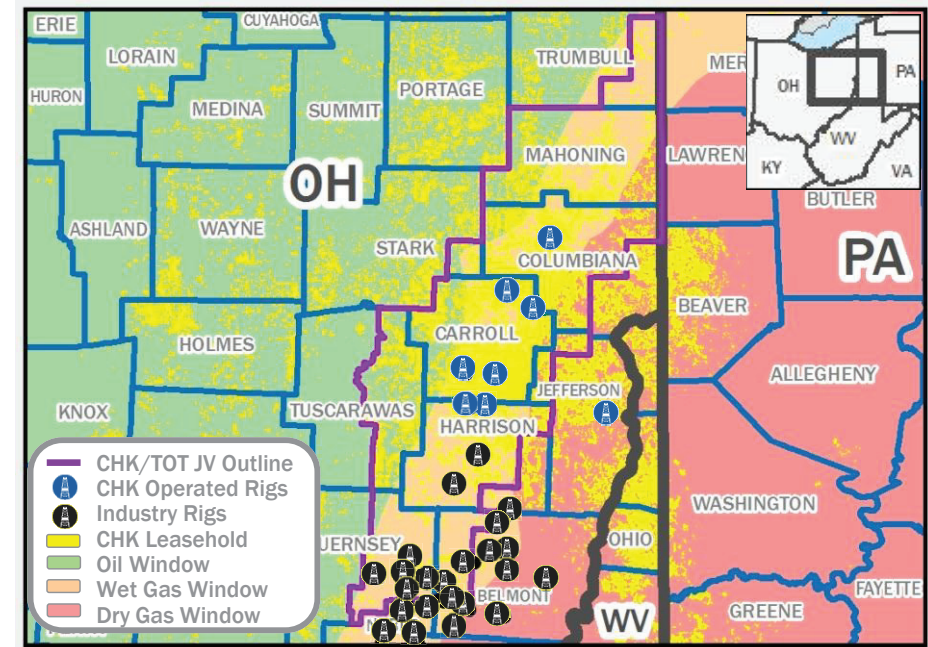 ERIE
CUYAHOGA
LORAIN
TRUMBULL
MER
HURON
MEDINA
SUMMIT
PORTAGE
OH
PA
WV
KY
VA
MAHONING
LAWREN
OH
BUTLER
ASHLAND
WAYNE
STARK
COLUMBIANA
PA
BEAVER
CARROLL
HOLMES
ALLEGHENY
JEFFERSON
KNOX
TUSCARAWAS
HARRISON
CHK/TOT JV Outline
CHK Operated Rigs
Industry Rigs
CHK Leasehold
Oil Window
Wet Gas Window
Dry Gas Window
WASHINGTON
UERNSEY
OHIO
BELMONT
FAYETTE
GREENE
WV